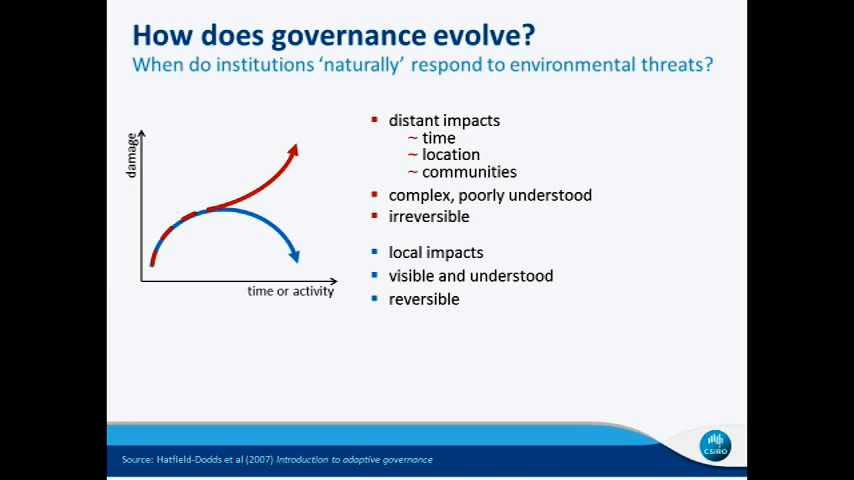 How does governance evolve?
When do institutions ‘naturally’ respond to environmental threats?
damage
time or activity
▪ distant impacts
~ time
~ location
~ communities
▪ complex, poorly understood
▪ irreversible
▪ local impacts
▪ visible and understood
▪ reversible
Source: Hatfield-Dodds et al (2007) Introduction to adaptive governance
CSIRO